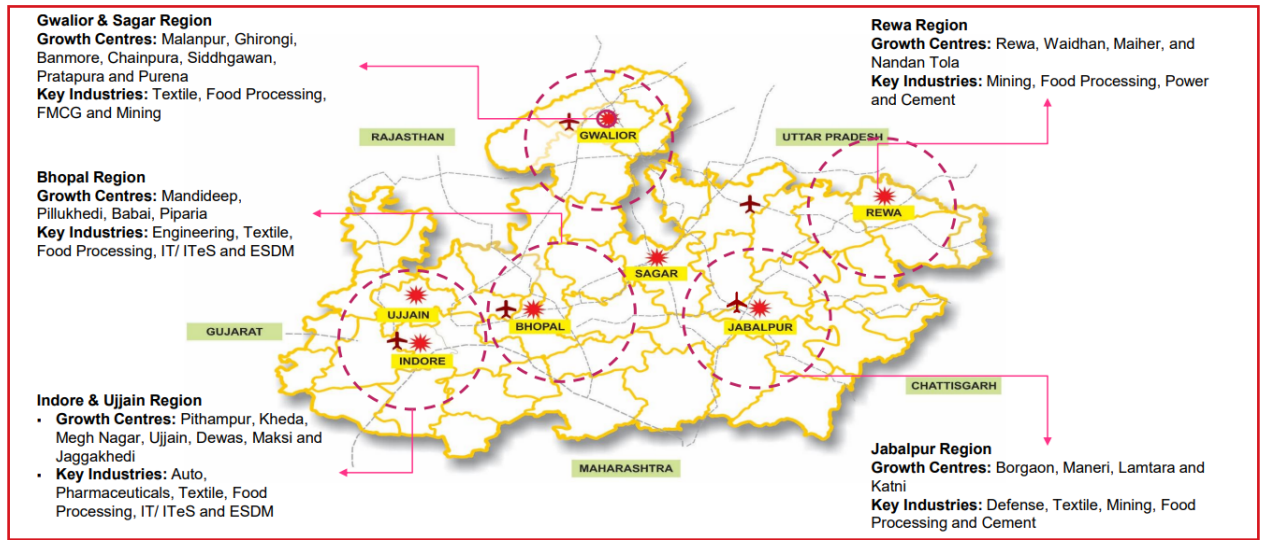 Gwalior & Sagar Region
Growth Centres: Malanpur, Ghirongi,
Banmore, Chainpura, Siddhgawan,
Pratapura and Purena
Key Industries: Textile, Food Processing,
FMCG and Mining
Rewa Region
Growth Centres: Rewa, Waidhan, Maiher, and
Nandan Tola
Key Industries: Mining, Food Processing, Power
and Cement
RAJASTHAN
GWALIOR
UTTAR PRADESH
Bhopal Region
Growth Centres: Mandideep,
Pillukhedi, Babai, Piparia
Key Industries: Engineering, Textile,
Food Processing, IT/ ITeS and ESDM
REWA
SAGAR
UJJAIN
BHOPAL
JABALPUR
GUJARAT
INDORE
CHATTISGARH
Indore & Ujjain Region
▪ Growth Centres: Pithampur, Kheda,
Megh Nagar, Ujjain, Dewas, Maksi and
Jaggakhedi
▪ Key Industries: Auto,
Pharmaceuticals, Textile, Food
Processing, IT/ ITeS and ESDM
MAHARASHTRA
Jabalpur Region
Growth Centres: Borgaon, Maneri, Lamtara and
Katni
Key Industries: Defense, Textile, Mining, Food
Processing and Cement